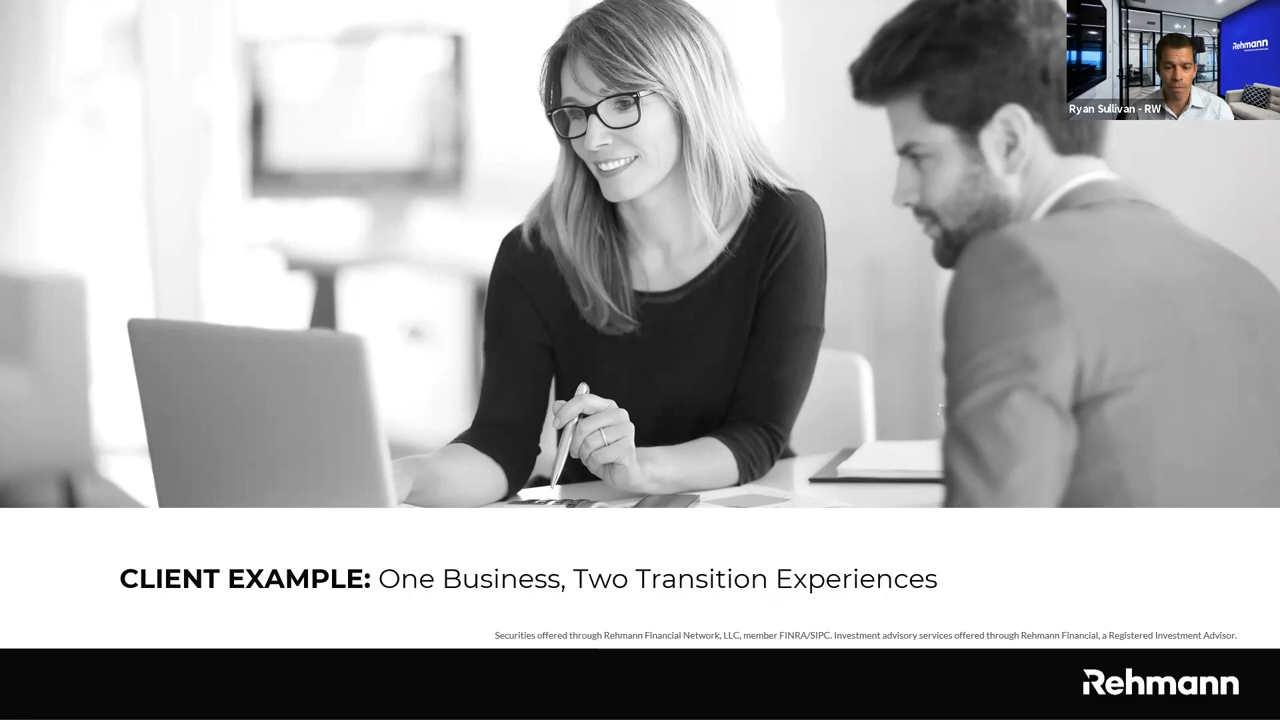 Rehmann
Ryan Sullivan - RW
CLIENT EXAMPLE: One Business, Two Transition Experiences
Securities offered through Rehmann Financial Network, LLC, member FINRA/SIPC. Investment advisory services offered through Rehmann Financial, a Registered Investment Advisor.
Rehmann